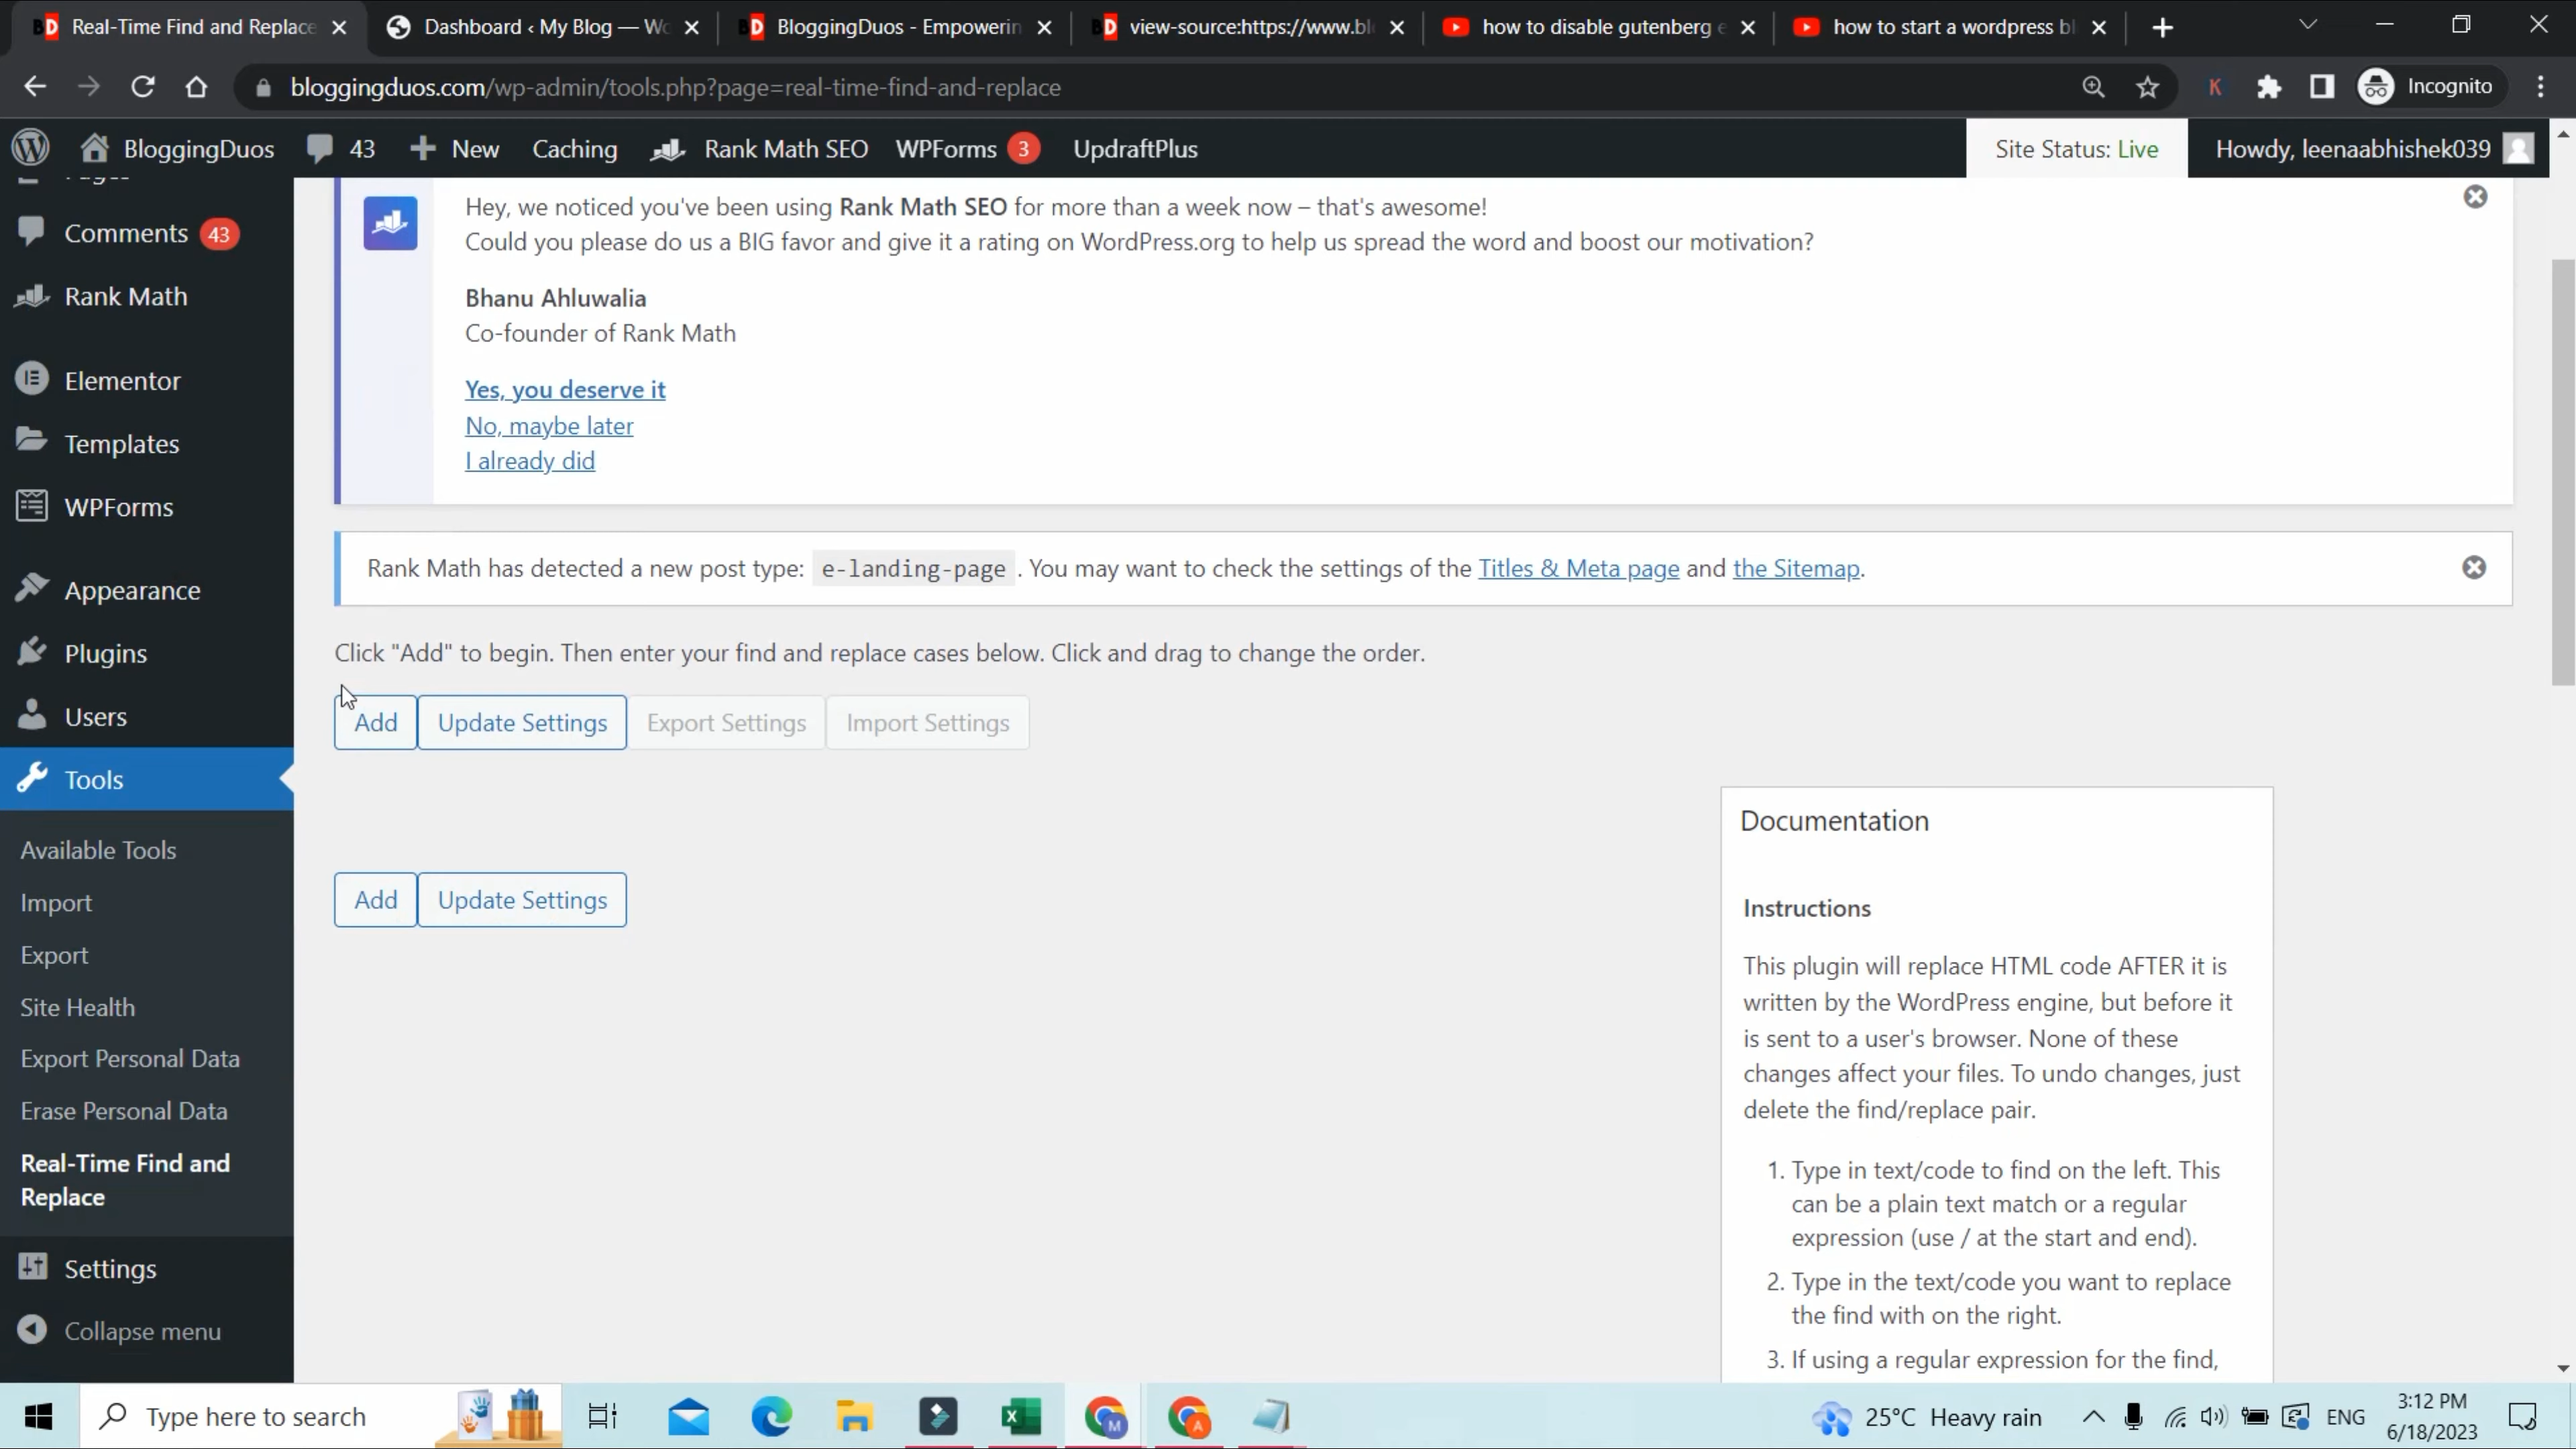 Real-Time Find and Replace
Dashboard ‹ My Blog — Wo
BloggingDuos - Empowerin
view-source:https://www.bl
how to disable gutenberg e
how to start a wordpress bl
bloggingduos.com/wp-admin/tools.php?page=real-time-find-and-replace
K
Incognito
BloggingDuos
43
New
Caching
Rank Math SEO
WPForms 3
UpdraftPlus
Site Status: Live
Howdy, leenaabhishek039
Pages
Comments 43
Rank Math
Elementor
Templates
WPForms
Appearance
Plugins
Users
Tools
Available Tools
Import
Export
Site Health
Export Personal Data
Erase Personal Data
Real-Time Find and
Replace
Settings
Collapse menu
Hey, we noticed you've been using Rank Math SEO for more than a week now – that's awesome!
Could you please do us a BIG favor and give it a rating on WordPress.org to help us spread the word and boost our motivation?
Bhanu Ahluwalia
Co-founder of Rank Math
Yes, you deserve it
No, maybe later
I already did
Rank Math has detected a new post type: e-landing-page . You may want to check the settings of the Titles & Meta page and the Sitemap.
Click "Add" to begin. Then enter your find and replace cases below. Click and drag to change the order.
Add
Update Settings
Export Settings
Import Settings
Add
Update Settings
Documentation
Instructions
This plugin will replace HTML code AFTER it is
written by the WordPress engine, but before it
is sent to a user's browser. None of these
changes affect your files. To undo changes, just
delete the find/replace pair.
1. Type in text/code to find on the left. This
can be a plain text match or a regular
expression (use / at the start and end).
2. Type in the text/code you want to replace
the find with on the right.
3. If using a regular expression for the find,
Type here to search
25°C Heavy rain
ENG
3:12 PM
6/18/2023